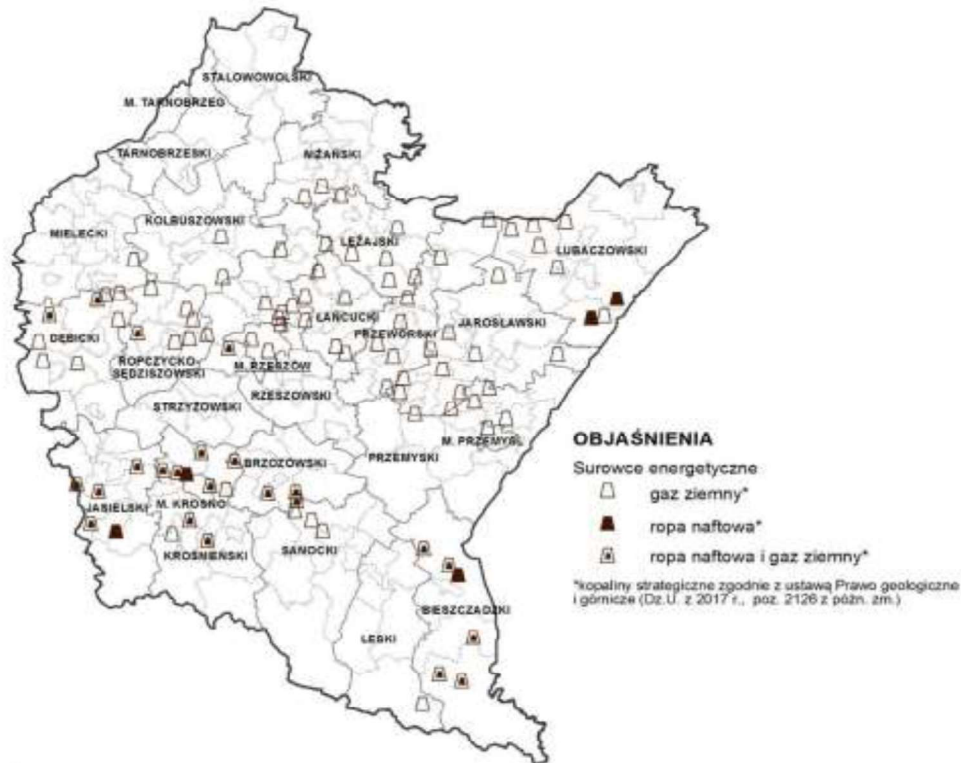 STALOWOWOLSKI
M. TARNOBRZEG
TARNOBRZESKI
NIŻAŃSKI
KOLBUSZOWSKI
MIELECKI
LEŻAJSKI
LUBACZOWSKI
ŁAŃCUCKI
JAROSŁAWSKI
PRZEWORSKI
DĘBICKI
ROPCZYCKO-
SĘDZISZOWSKI
M. RZESZÓW
RZESZOWSKI
STRZYŻOWSKI
M. PRZEMYŚL
PRZEMYSKI
BRZOZOWSKI
JASIELSKI
M. KROSNO
KROŚNIEŃSKI
SANOCKI
BIESZCZADZKI
LESKI
OBJAŚNIENIA
Surowce energetyczne
gaz ziemny*
ropa naftowa*
ropa naftowa i gaz ziemny*
*kopaliny strategiczne zgodnie z ustawą Prawo geologiczne
i górnicze (Dz.U. z 2017 r., poz. 2126 z późn. zm.)